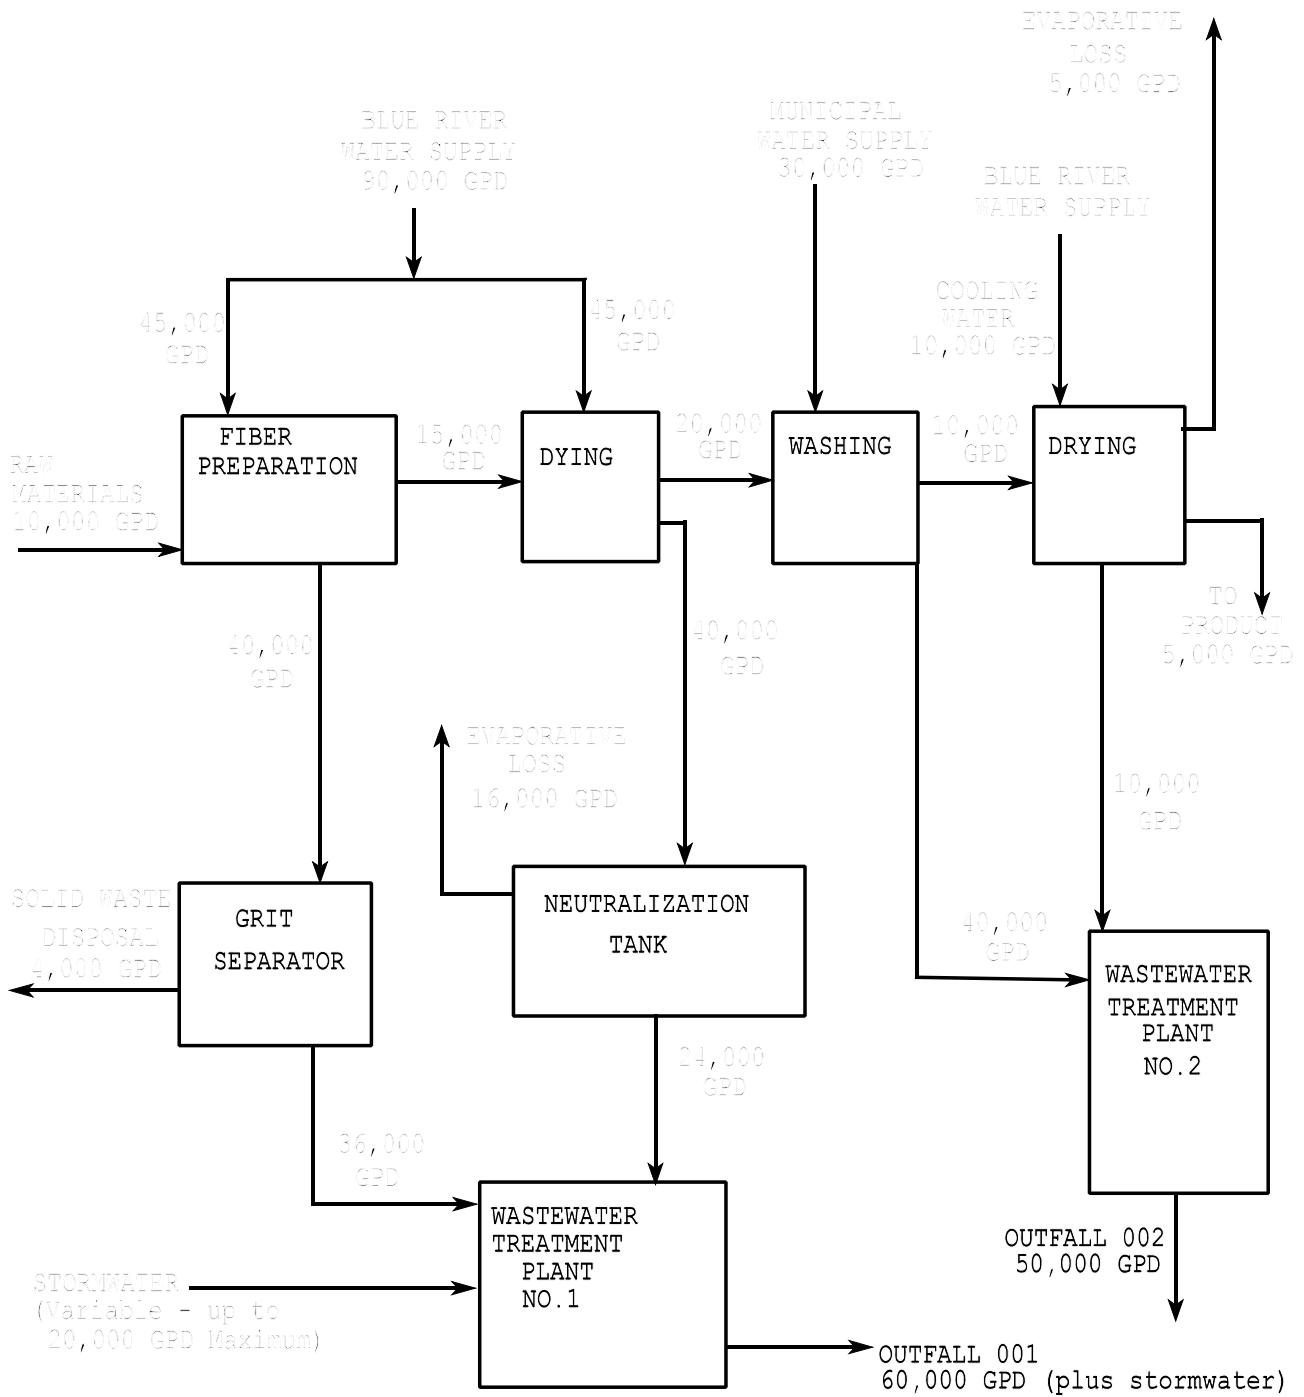 EVAPORATIVE
LOSS
5,000 GPD
BLUE RIVER
WATER SUPPLY
90,000 GPD
MUNICIPAL
WATER SUPPLY
30,000 GPD
BLUE RIVER
WATER SUPPLY
COOLING
WATER
10,000 GPD
45,000
GPD
45,000
GPD
RAW
MATERIALS
10,000 GPD
FIBER
PREPARATION
15,000
GPD
DYING
20,000
GPD
WASHING
10,000
GPD
DRYING
TO
PRODUCT
5,000 GPD
40,000
GPD
40,000
GPD
EVAPORATIVE
LOSS
16,000 GPD
10,000
GPD
SOLID WASTE
DISPOSAL
4,000 GPD
GRIT
SEPARATOR
NEUTRALIZATION
TANK
40,000
GPD
WASTEWATER
TREATMENT
PLANT
NO.2
24,000
GPD
36,000
GPD
WASTEWATER
TREATMENT
PLANT
NO.1
OUTFALL 002
50,000 GPD
STORMWATER
(Variable - up to
20,000 GPD Maximum)
OUTFALL 001
60,000 GPD (plus stormwater)